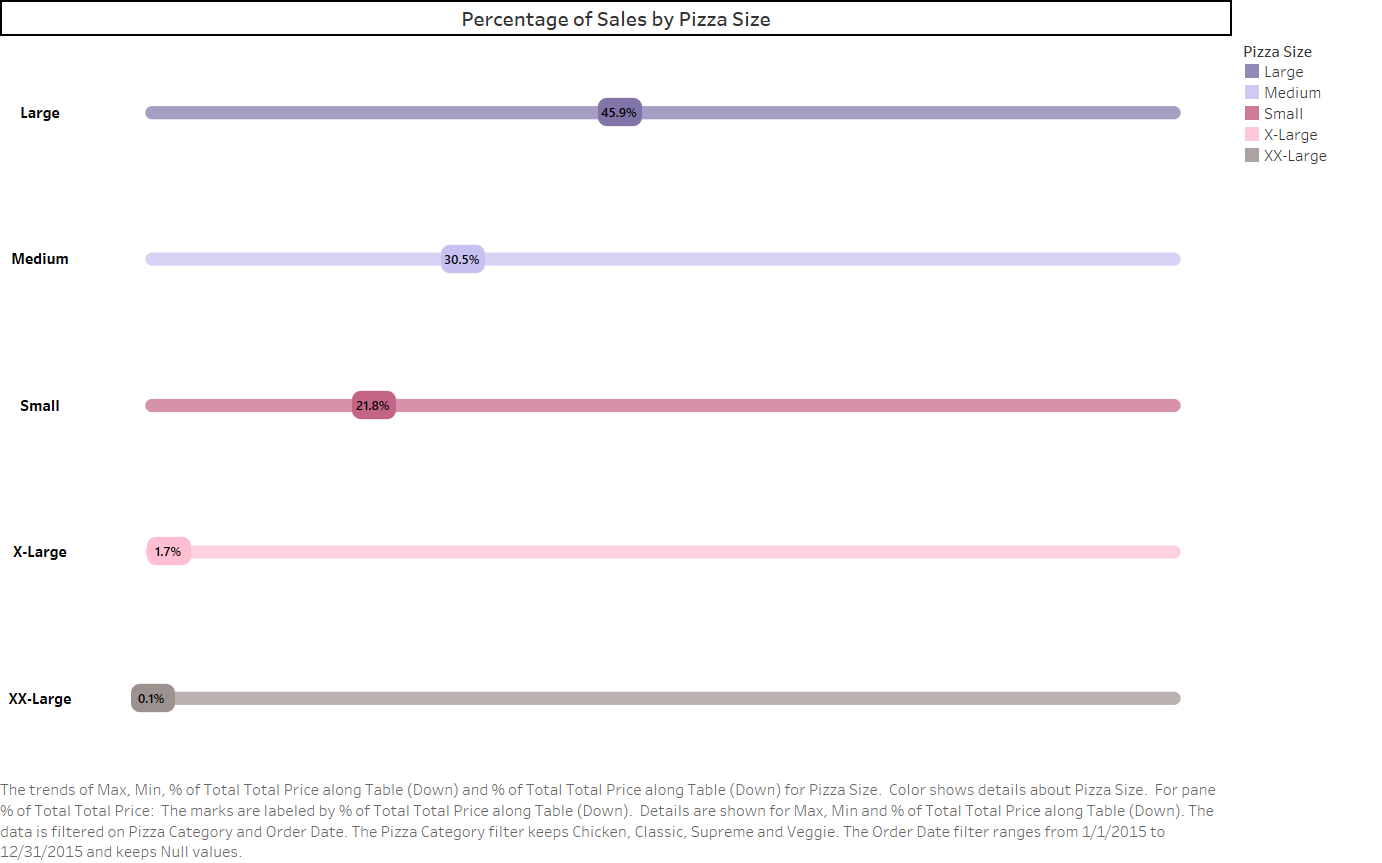 Percentage of Sales by Pizza Size
Pizza Size
Large
Medium
Small
X-Large
XX-Large
Large
45.9%
Medium
30.5%
Small
21.8%
X-Large
1.7%
XX-Large
0.1%
The trends of Max, Min, % of Total Total Price along Table (Down) and % of Total Total Price along Table (Down) for Pizza Size.  Color shows details about Pizza Size.  For pane
% of Total Total Price:  The marks are labeled by % of Total Total Price along Table (Down).  Details are shown for Max, Min and % of Total Total Price along Table (Down). The
data is filtered on Pizza Category and Order Date. The Pizza Category filter keeps Chicken, Classic, Supreme and Veggie. The Order Date filter ranges from 1/1/2015 to
12/31/2015 and keeps Null values.